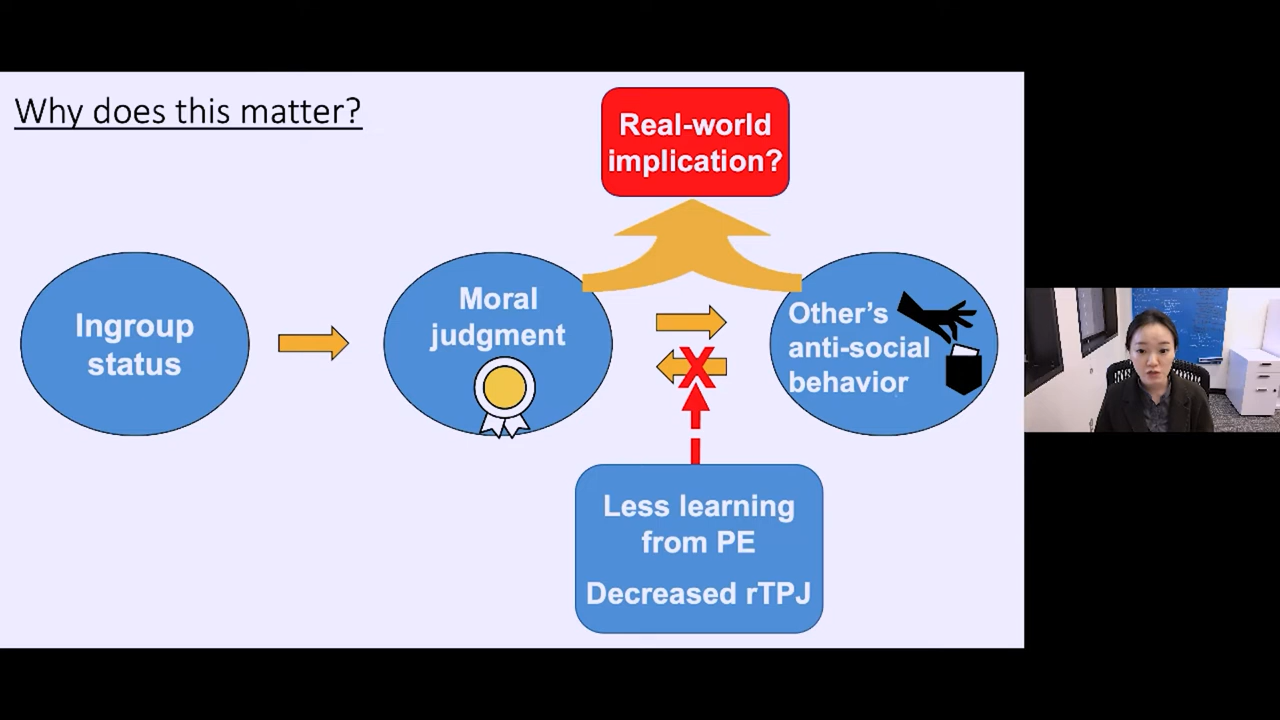 Why does this matter?
Real-world
implication?
Ingroup
status
Moral
judgment
Other's
anti-social
behavior
X
Less learning
from PE
Decreased rTPJ